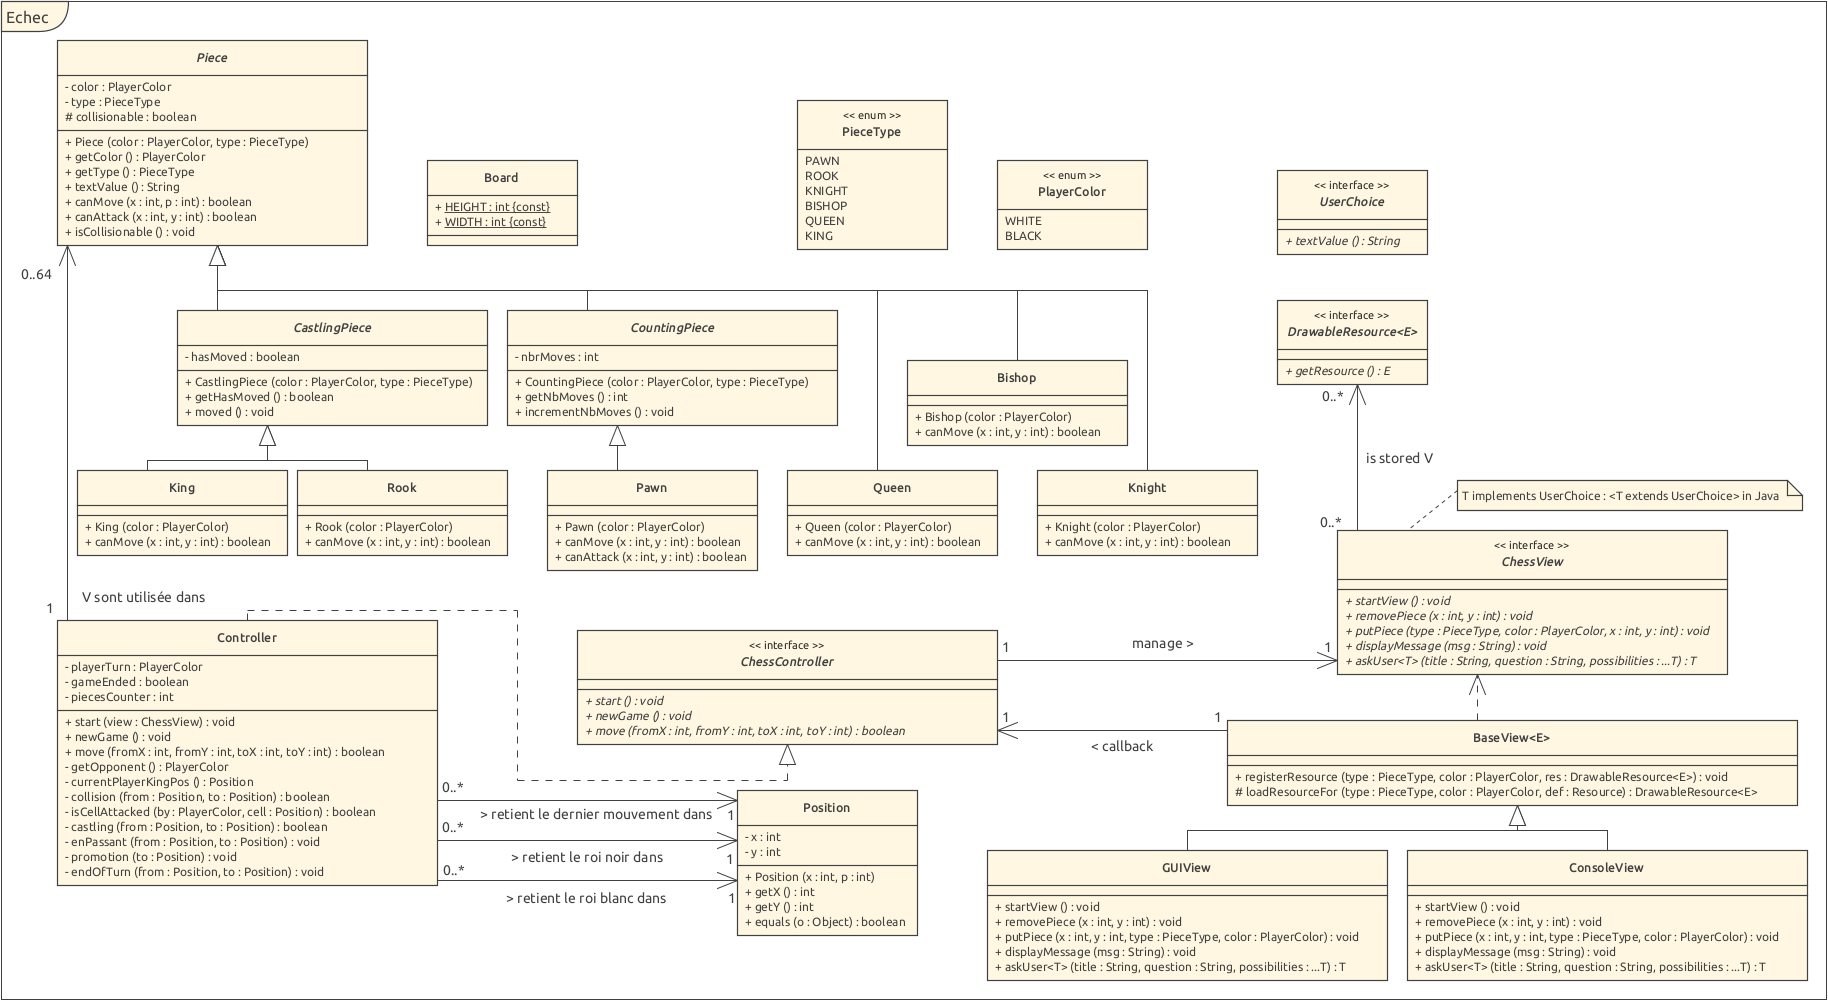 Echec
Piece
- color : PlayerColor
- type : PieceType
# collisionable : boolean
+ Piece (color : PlayerColor, type : PieceType)
+ getColor () : PlayerColor
+ getType () : PieceType
+ textValue () : String
+ canMove (x : int, p : int) : boolean
+ canAttack (x : int, y : int) : boolean
+ isCollisionable () : void
Board
+ HEIGHT : int {const}
+ WIDTH : int {const}
<< enum >>
PieceType
PAWN
ROOK
KNIGHT
BISHOP
QUEEN
KING
<< enum >>
PlayerColor
WHITE
BLACK
<< interface >>
UserChoice
+ textValue () : String
0..64
CastlingPiece
- hasMoved : boolean
+ CastlingPiece (color : PlayerColor, type : PieceType)
+ getHasMoved () : boolean
+ moved () : void
CountingPiece
- nbrMoves : int
+ CountingPiece (color : PlayerColor, type : PieceType)
+ getNbMoves () : int
+ incrementNbMoves () : void
Bishop
+ Bishop (color : PlayerColor)
+ canMove (x : int, y : int) : boolean
<< interface >>
DrawableResource<E>
+ getResource () : E
0..*
is stored V
0..*
T implements UserChoice : <T extends UserChoice> in Java
King
+ King (color : PlayerColor)
+ canMove (x : int, y : int) : boolean
Rook
+ Rook (color : PlayerColor)
+ canMove (x : int, y : int) : boolean
Pawn
+ Pawn (color : PlayerColor)
+ canMove (x : int, y : int) : boolean
+ canAttack (x : int, y : int) : boolean
Queen
+ Queen (color : PlayerColor)
+ canMove (x : int, y : int) : boolean
Knight
+ Knight (color : PlayerColor)
+ canMove (x : int, y : int) : boolean
<< interface >>
ChessView
+ startView () : void
+ removePiece (x : int, y : int) : void
+ putPiece (type : PieceType, color : PlayerColor, x : int, y : int) : void
+ displayMessage (msg : String) : void
+ askUser<T> (title : String, question : String, possibilities : ...T) : T
1
V sont utilisée dans
Controller
- playerTurn : PlayerColor
- gameEnded : boolean
- piecesCounter : int
+ start (view : ChessView) : void
+ newGame () : void
+ move (fromX : int, fromY : int, toX : int, toY : int) : boolean
- getOpponent () : PlayerColor
- currentPlayerKingPos () : Position
- collision (from : Position, to : Position) : boolean
- isCellAttacked (by : PlayerColor, cell : Position) : boolean
- castling (from : Position, to : Position) : boolean
- enPassant (from : Position, to : Position) : void
- promotion (to : Position) : void
- endOfTurn (from : Position, to : Position) : void
<< interface >>
ChessController
+ start () : void
+ newGame () : void
+ move (fromX : int, fromY : int, toX : int, toY : int) : boolean
1
manage >
1
1
< callback
1
BaseView<E>
+ registerResource (type : PieceType, color : PlayerColor, res : DrawableResource<E>) : void
# loadResourceFor (type : PieceType, color : PlayerColor, def : Resource) : DrawableResource<E>
0..*
> retient le dernier mouvement dans
1
0..*
> retient le roi noir dans
1
0..*
> retient le roi blanc dans
1
Position
- x : int
- y : int
+ Position (x : int, p : int)
+ getX () : int
+ getY () : int
+ equals (o : Object) : boolean
GUIView
+ startView () : void
+ removePiece (x : int, y : int) : void
+ putPiece (x : int, y : int, type : PieceType, color : PlayerColor) : void
+ displayMessage (msg : String) : void
+ askUser<T> (title : String, question : String, possibilities : ...T) : T
ConsoleView
+ startView () : void
+ removePiece (x : int, y : int) : void
+ putPiece (x : int, y : int, type : PieceType, color : PlayerColor) : void
+ displayMessage (msg : String) : void
+ askUser<T> (title : String, question : String, possibilities : ...T) : T